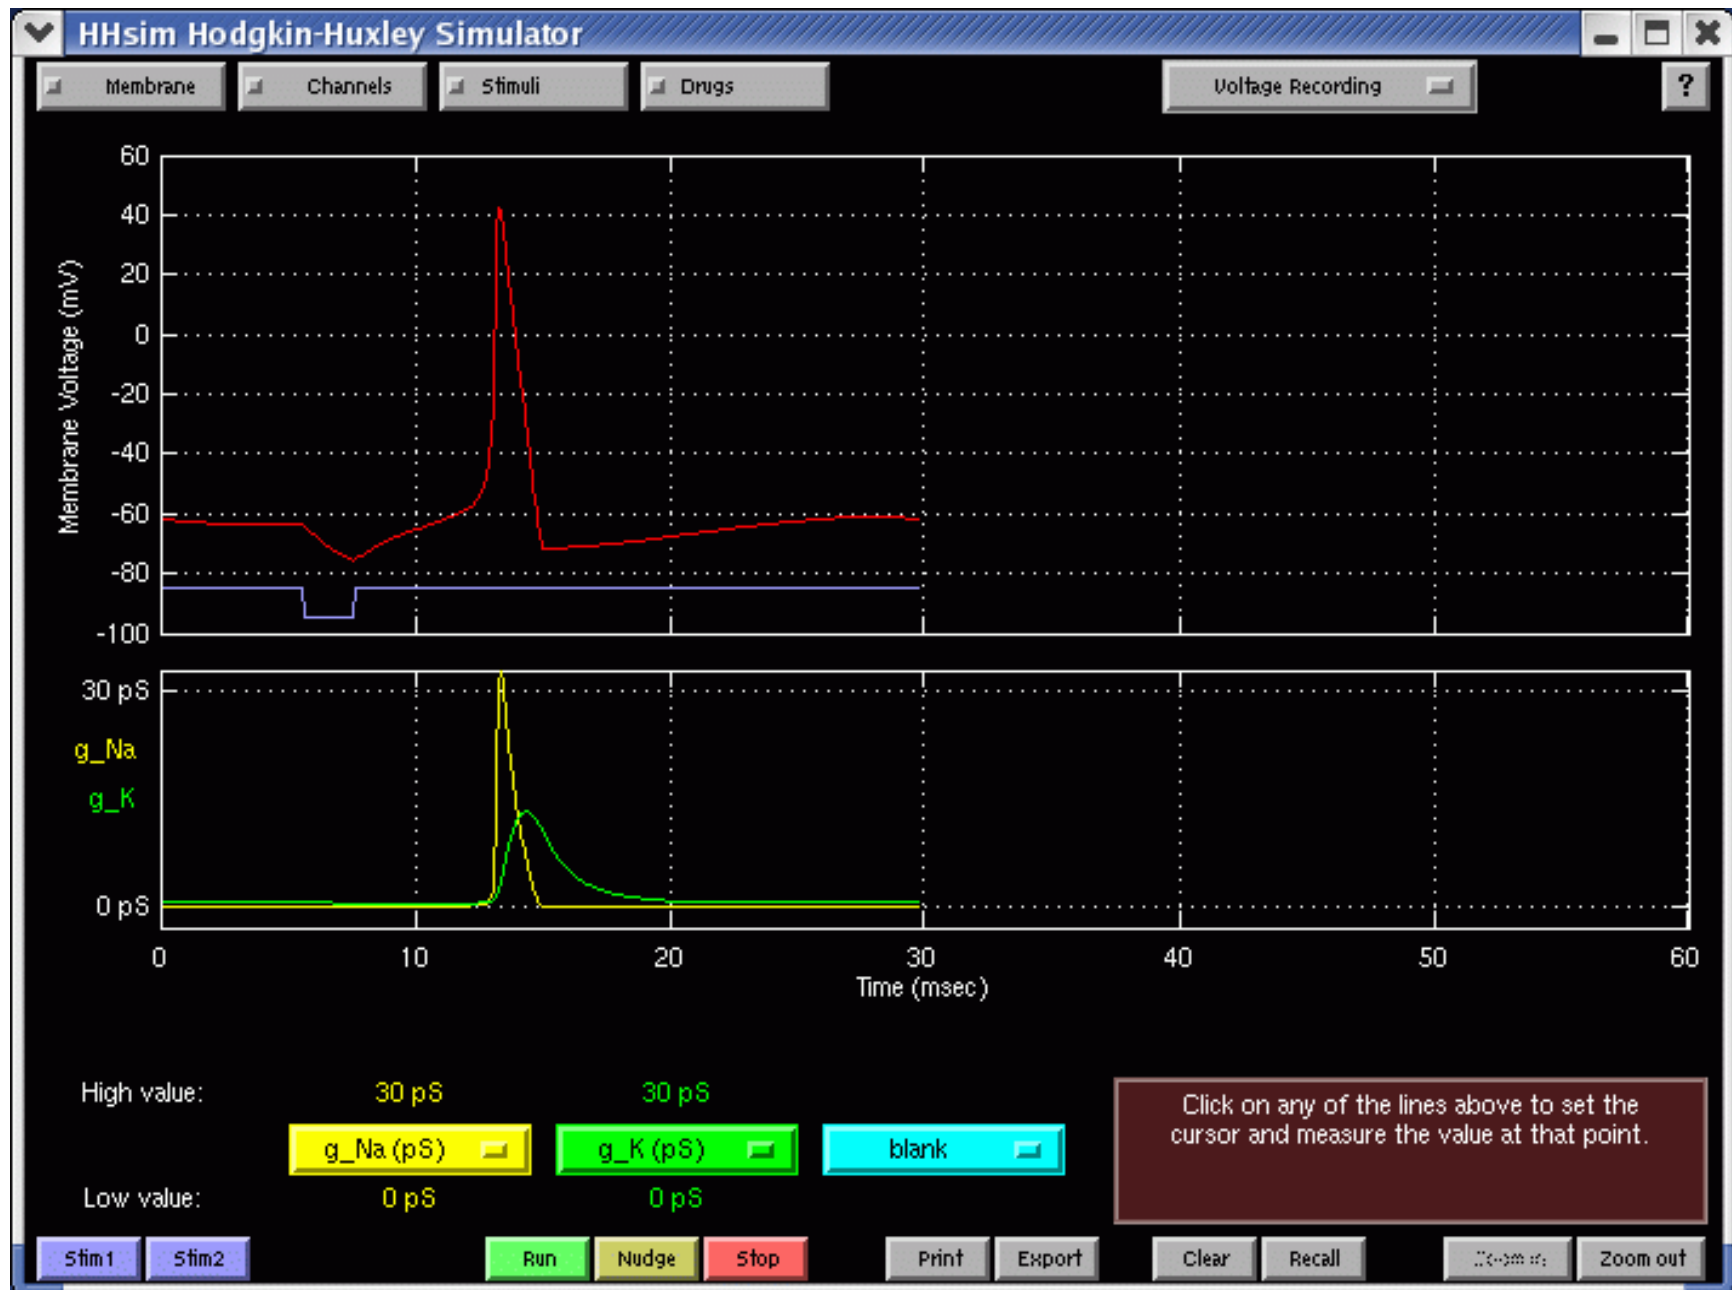 HHsim Hodgkin-Huxley Simulator
Membrane Channels Stimuli Drugs Voltage Recording ?
60
40
20
0
-20
-40
-60
-80
-100
Membrane Voltage (mV)
30 pS
g_Na
g_K
0 pS
0 10 20 30 40 50 60
Time (msec)
High value: 30 pS 30 pS
g_Na (pS) g_K (pS) blank
Low value: 0 pS 0 pS
Click on any of the lines above to set the
cursor and measure the value at that point.
Stim1 Stim2 Run Nudge Stop Print Export Clear Recall Zoom out